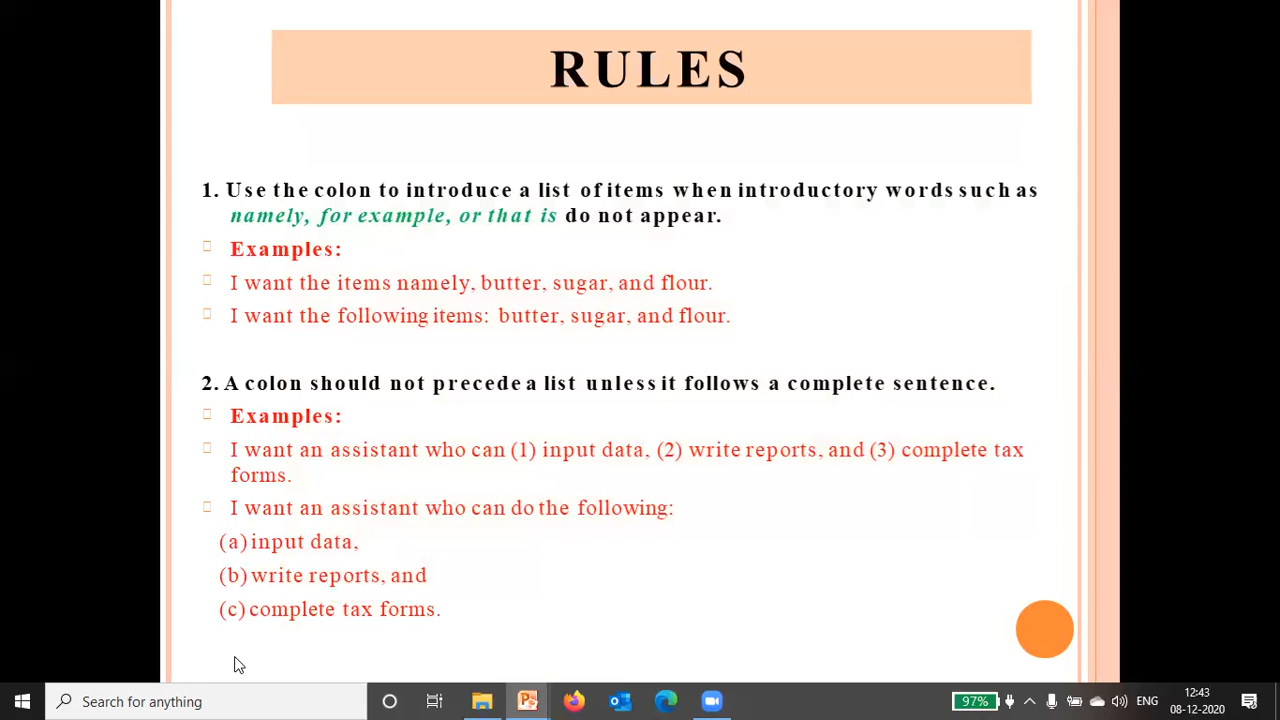 RULES
1. Use the colon to introduce a list of items when introductory words such as
namely, for example, or that is do not appear.
Examples:
I want the items namely, butter, sugar, and flour.
I want the following items: butter, sugar, and flour.
2. A colon should not precede a list unless it follows a complete sentence.
Examples:
I want an assistant who can (1) input data, (2) write reports, and (3) complete tax
forms.
I want an assistant who can do the following:
(a) input data,
(b) write reports, and
(c) complete tax forms.
Search for anything
97%
ENG
12:43
08-12-2020